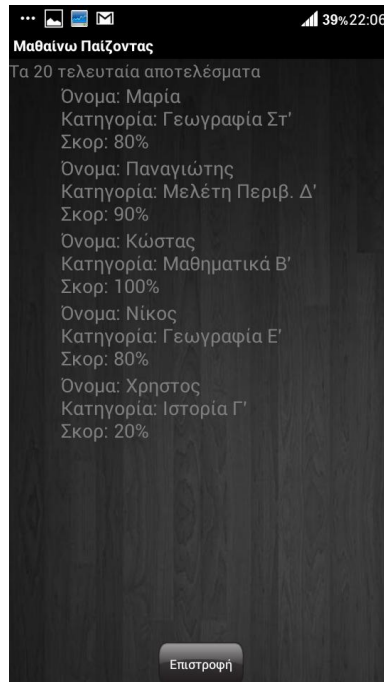 39% 22:06
Μαθαίνω Παίζοντας
Τα 20 τελευταία αποτελέσματα
Όνομα: Μαρία
Κατηγορία: Γεωγραφία Στ'
Σκορ: 80%
Όνομα: Παναγιώτης
Κατηγορία: Μελέτη Περιβ. Δ'
Σκορ: 90%
Όνομα: Κώστας
Κατηγορία: Μαθηματικά Β'
Σκορ: 100%
Όνομα: Νίκος
Κατηγορία: Γεωγραφία Ε'
Σκορ: 80%
Όνομα: Χρηστος
Κατηγορία: Ιστορία Γ'
Σκορ: 20%
Επιστροφή